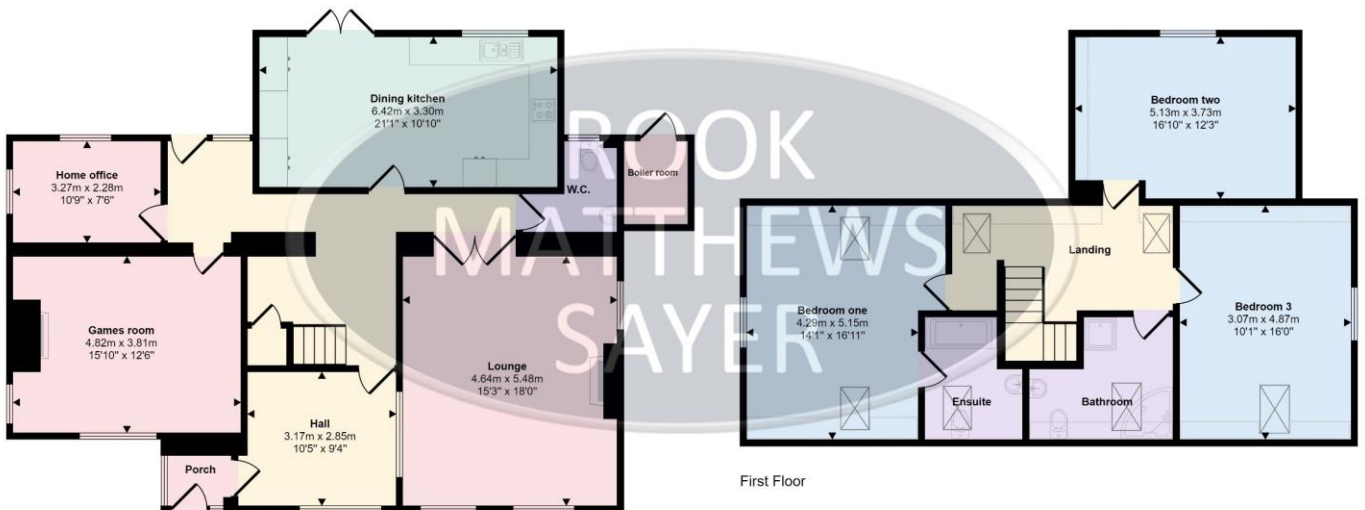 Dining kitchen
6.42m x 3.30m
21'1" x 10'10"
Home office
3.27m x 2.28m
10'9" x 7'6"
W.C.
Boiler room
Games room
4.82m x 3.81m
15'10" x 12'6"
Lounge
4.64m x 5.48m
15'3" x 18'0"
Hall
3.17m x 2.85m
10'5" x 9'4"
Porch
Bedroom two
5.13m x 3.73m
16'10" x 12'3"
Landing
Bedroom one
4.29m x 5.15m
14'1" x 16'11"
Bedroom 3
3.07m x 4.87m
10'1" x 16'0"
Ensuite
Bathroom
First Floor
ROOK
MATTHEWS
SAYER